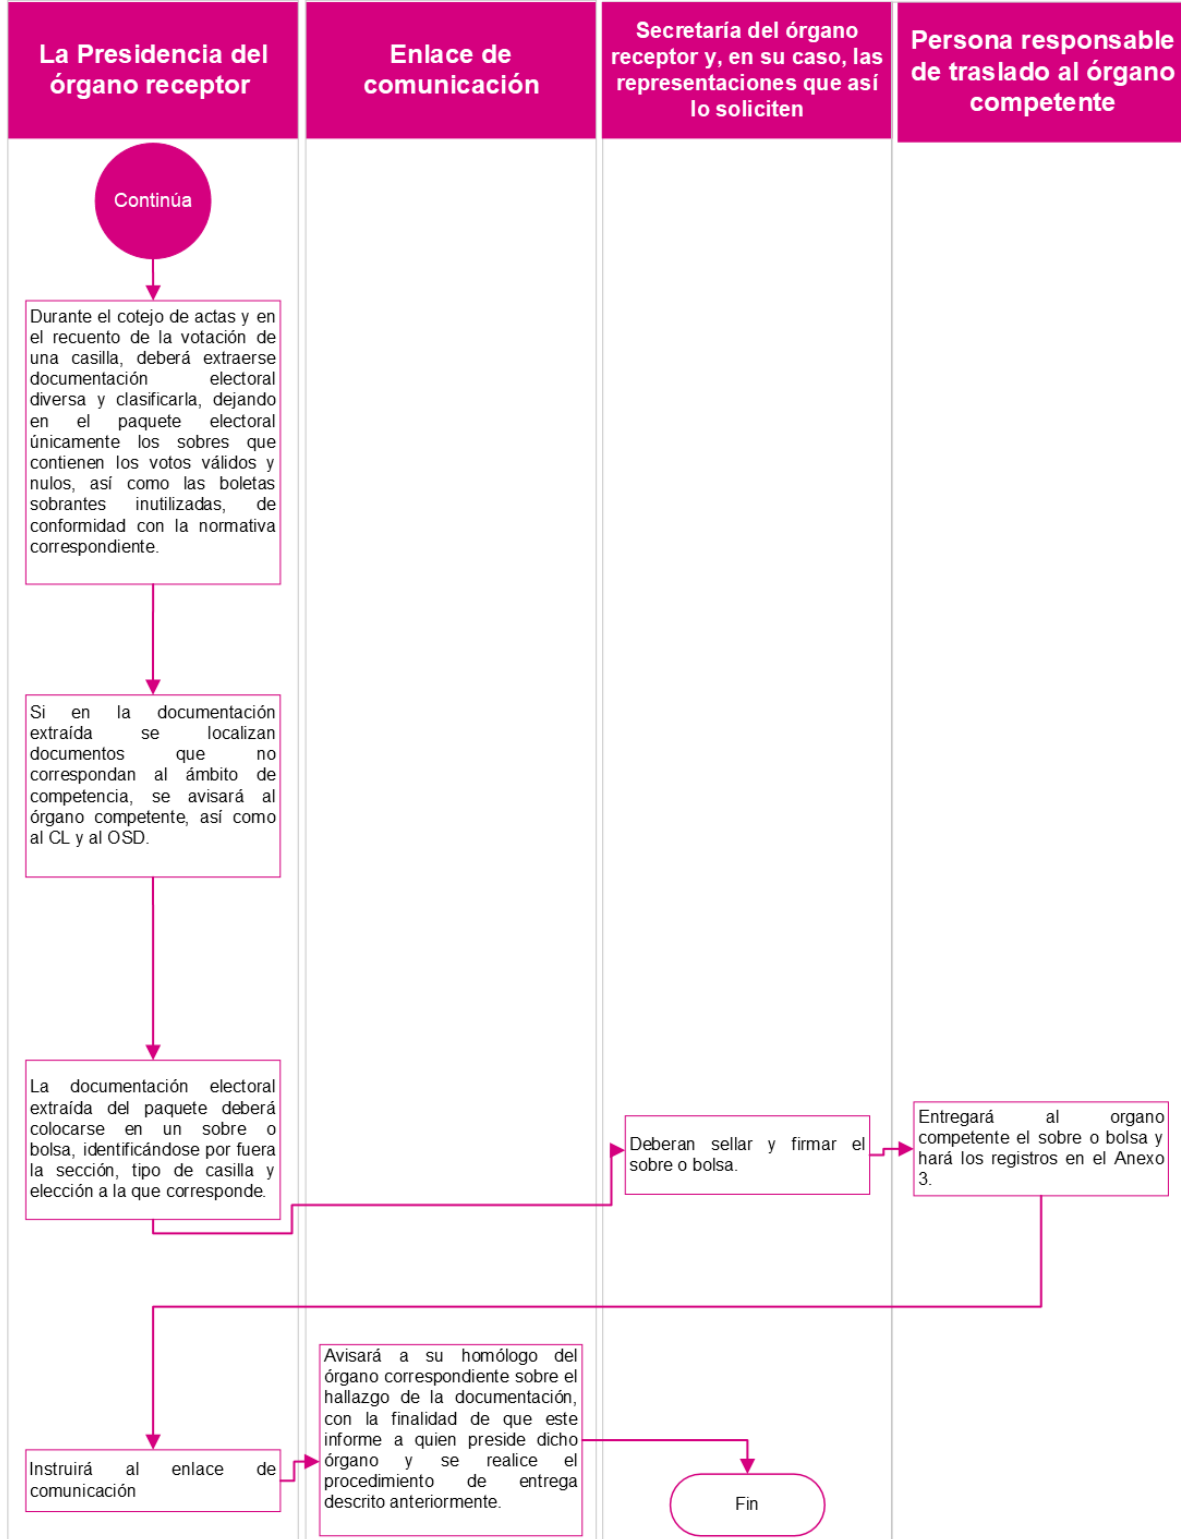 La Presidencia del
órgano receptor
Enlace de
comunicación
Secretaría del órgano
receptor y, en su caso, las
representaciones que así
lo soliciten
Persona responsable
de traslado al órgano
competente
Continúa
Durante el cotejo de actas y en
el recuento de la votación de
una casilla, deberá extraerse
documentación electoral
diversa y clasificarla, dejando
en el paquete electoral
únicamente los sobres que
contienen los votos válidos y
nulos, así como las boletas
sobrantes inutilizadas, de
conformidad con la normativa
correspondiente.
Si en la documentación
extraída se localizan
documentos que no
correspondan al ámbito de
competencia, se avisará al
órgano competente, así como
al CL y al OSD.
La documentación electoral
extraída del paquete deberá
colocarse en un sobre o
bolsa, identificándose por fuera
la sección, tipo de casilla y
elección a la que corresponde.
Deberan sellar y firmar el
sobre o bolsa.
Entregará al organo
competente el sobre o bolsa y
hará los registros en el Anexo
3.
Instruirá al enlace de
comunicación
Avisará a su homólogo del
órgano correspondiente sobre el
hallazgo de la documentación,
con la finalidad de que este
informe a quien preside dicho
órgano y se realice el
procedimiento de entrega
descrito anteriormente.
Fin